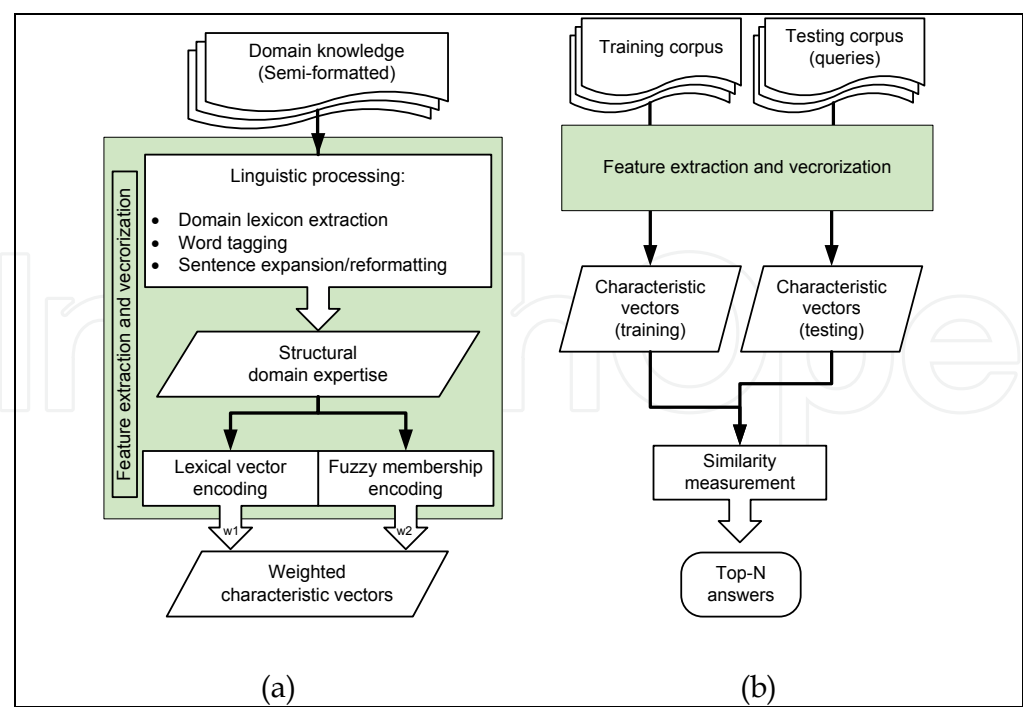 Domain knowledge
(Semi-formatted)
Feature extraction and vecrorization
Linguistic processing:
• Domain lexicon extraction
• Word tagging
• Sentence expansion/reformatting
Structural
domain expertise
Lexical vector
encoding
Fuzzy membership
encoding
w1
w2
Weighted
characteristic vectors
(a)
Training corpus
Testing corpus
(queries)
Feature extraction and vecrorization
Characteristic
vectors
(training)
Characteristic
vectors
(testing)
Similarity
measurement
Top-N
answers
(b)